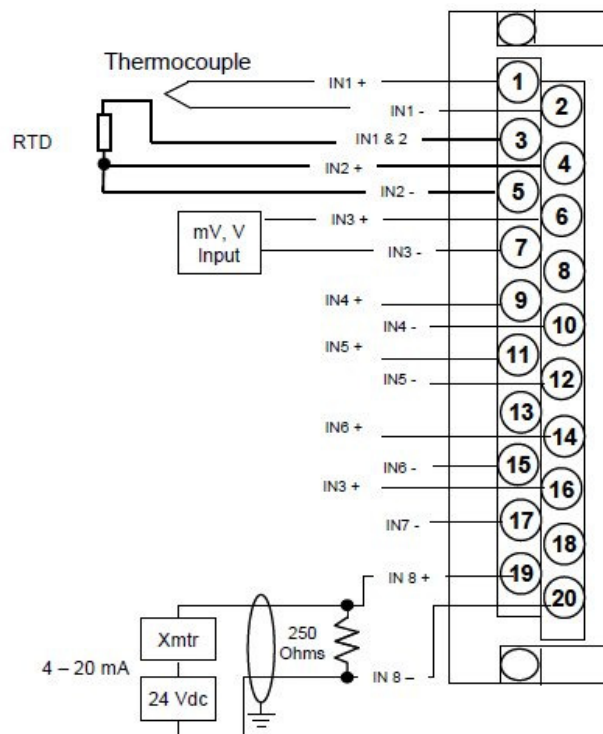 Thermocouple
IN1 +
1
IN1 -
2
RTD
IN1 & 2
3
IN2 +
4
IN2 -
5
IN3 +
6
mV, V
Input
IN3 -
7
8
IN4 +
9
IN4 -
10
IN5 +
11
IN5 -
12
13
IN6 +
14
IN6 -
15
IN3 +
16
IN7 -
17
18
IN 8 +
19
20
Xmtr
250
Ohms
4 – 20 mA
24 Vdc
IN 8 –